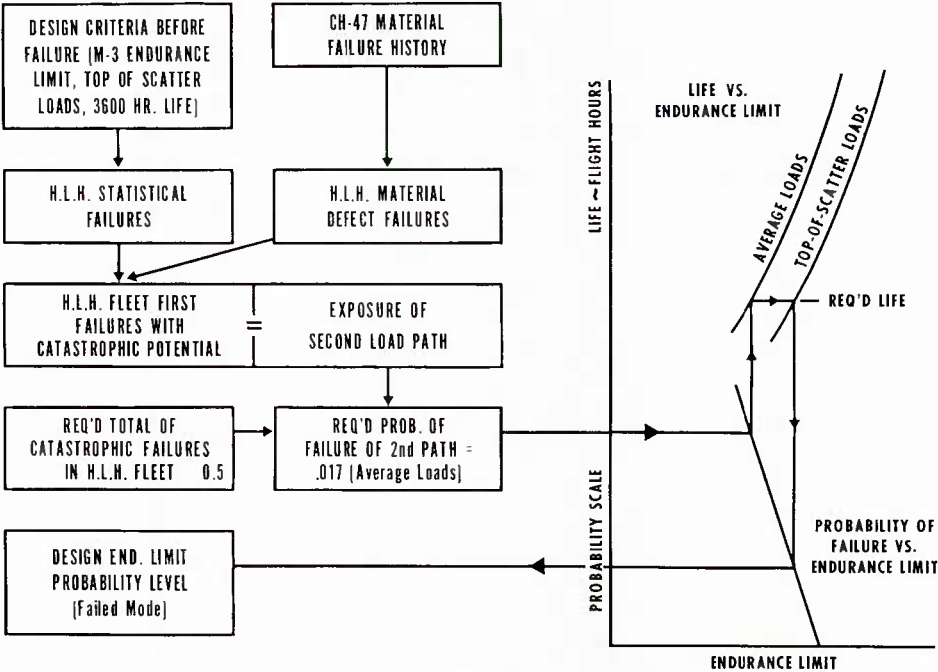 DESIGN CRITERIA BEFORE
FAILURE (M-3 ENDURANCE
LIMIT, TOP OF SCATTER
LOADS, 3600 HR. LIFE)
CH-47 MATERIAL
FAILURE HISTORY
H.L.H. STATISTICAL
FAILURES
H.L.H. MATERIAL
DEFECT FAILURES
H.L.H. FLEET FIRST
FAILURES WITH
CATASTROPHIC POTENTIAL
=
EXPOSURE OF
SECOND LOAD PATH
REQ'D TOTAL OF
CATASTROPHIC FAILURES
IN H.L.H. FLEET 0.5
REQ'D PROB. OF
FAILURE OF 2nd PATH =
.017 (Average Loads)
DESIGN END. LIMIT
PROBABILITY LEVEL
(Failed Mode)
LIFE ~ FLIGHT HOURS
LIFE VS.
ENDURANCE LIMIT
AVERAGE LOADS
TOP-OF-SCATTER LOADS
REQ'D LIFE
PROBABILITY SCALE
PROBABILITY OF
FAILURE VS.
ENDURANCE LIMIT
ENDURANCE LIMIT